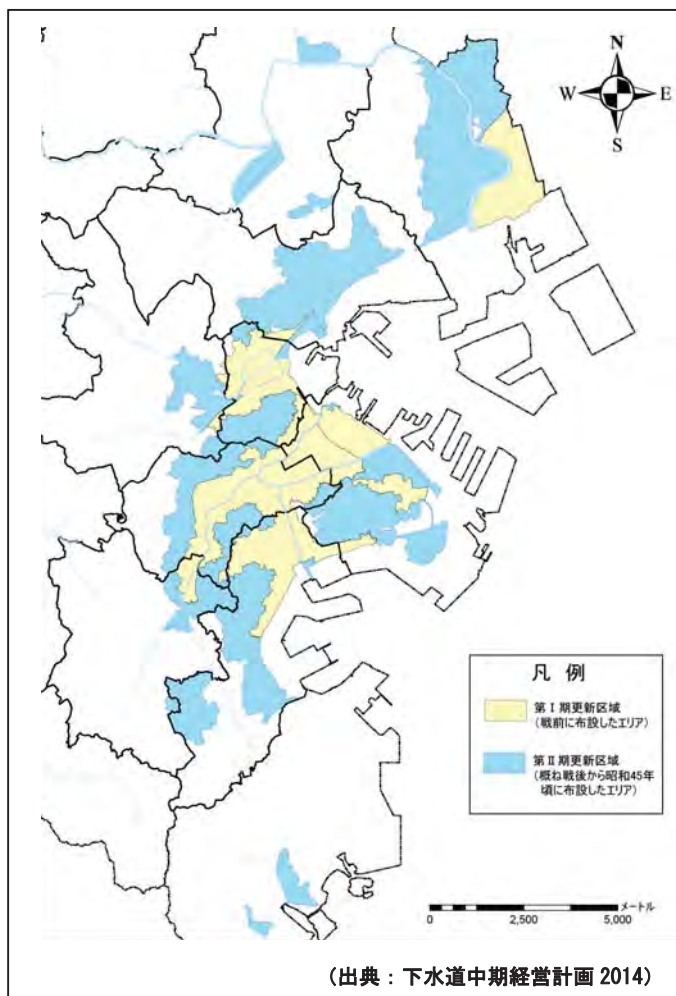 N
W E
S
凡 例
第Ⅰ期更新区域
(戦前に布設したエリア)
第Ⅱ期更新区域
(概ね戦後から昭和45年
頃に布設したエリア)
メートル
0 2,500 5,000
(出典:下水道中期経営計画 2014)